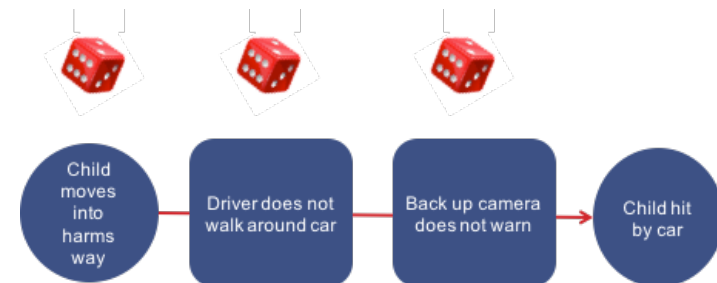 Child
moves
into
harms
way
Driver does not
walk around car
Back up camera
does not warn
Child hit
by car